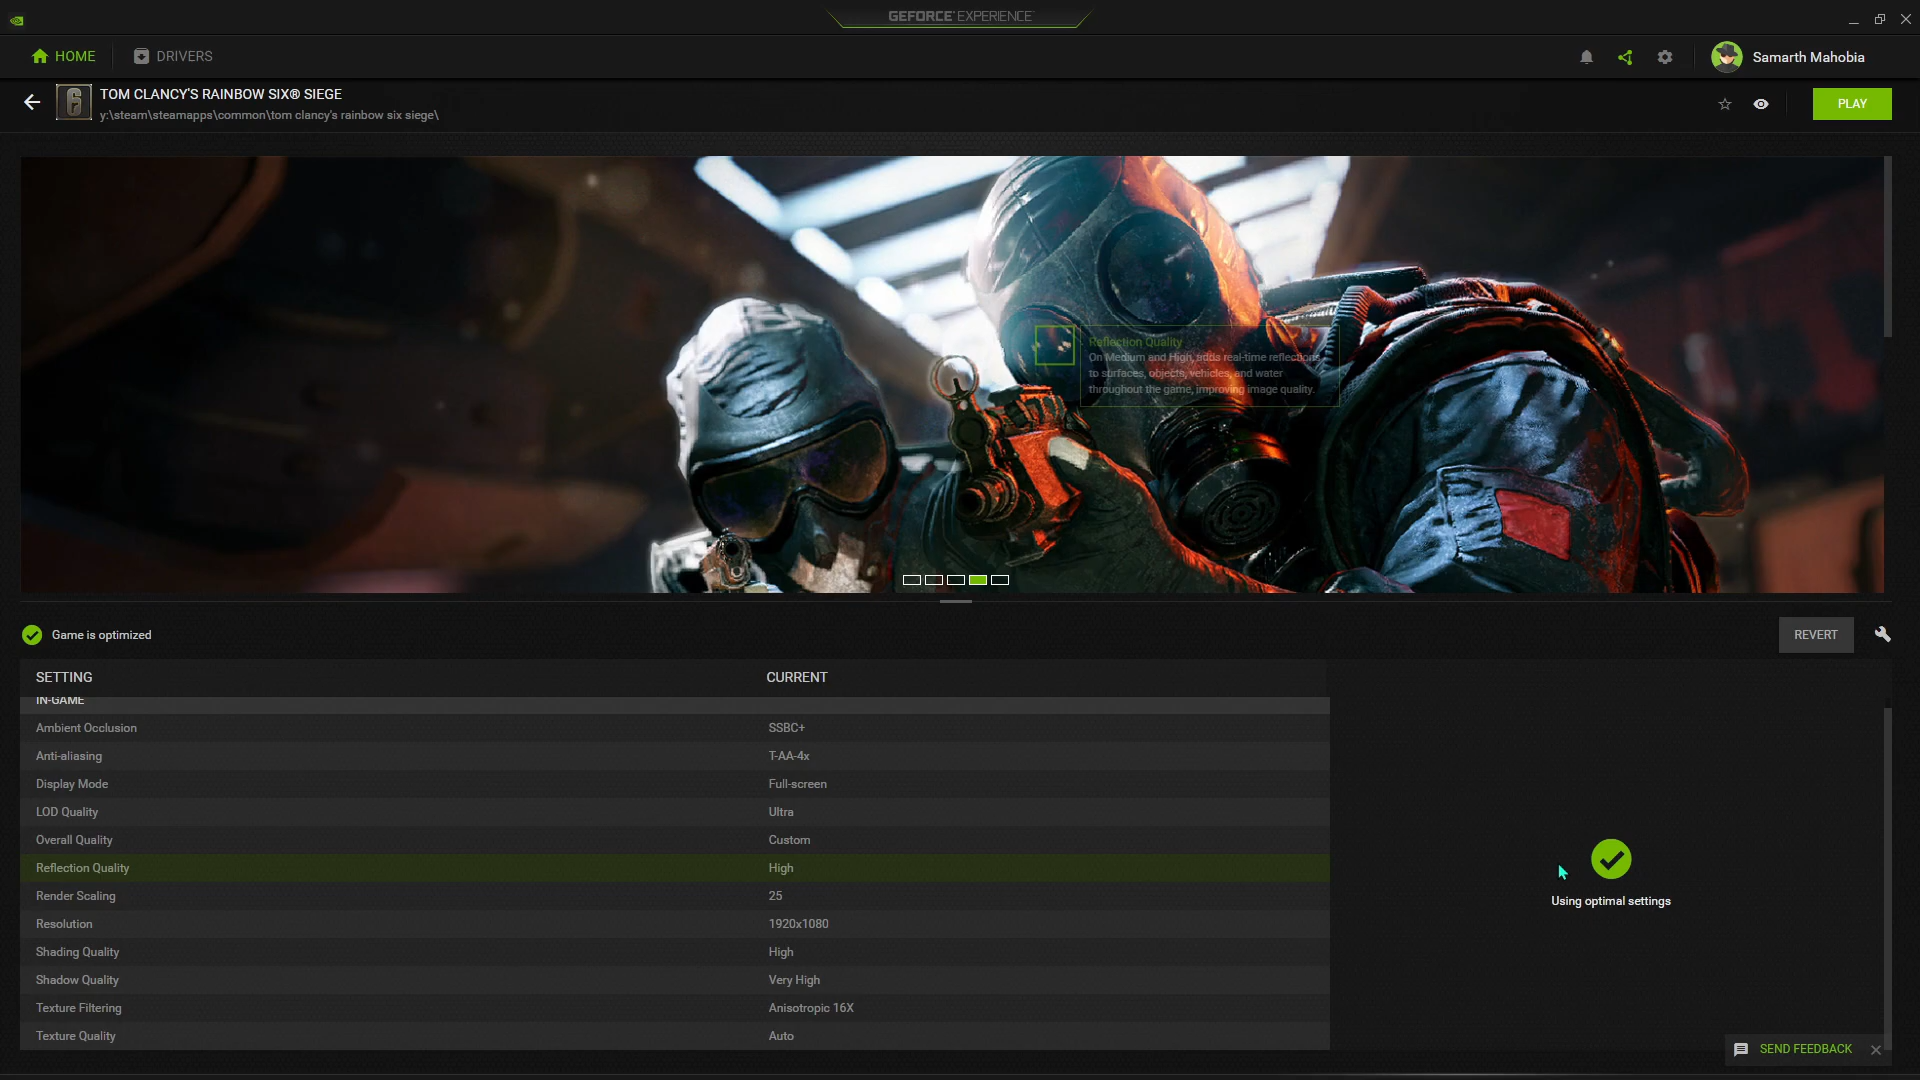 GEFORCE® EXPERIENCE™
HOME
DRIVERS
Samarth Mahobia
TOM CLANCY'S RAINBOW SIX® SIEGE
y:\steam\steamapps\common\tom clancy's rainbow six siege\
PLAY
Reflection Quality
On Medium and High, adds real-time reflections
to surfaces, objects, vehicles, and water
throughout the game, improving image quality.
Game is optimized
REVERT
SETTING CURRENT
IN-GAME
Ambient Occlusion SSBC+
Anti-aliasing T-AA-4x
Display Mode Full-screen
LOD Quality Ultra
Overall Quality Custom
Reflection Quality High
Render Scaling 25
Resolution 1920x1080
Shading Quality High
Shadow Quality Very High
Texture Filtering Anisotropic 16X
Texture Quality Auto
Using optimal settings
SEND FEEDBACK